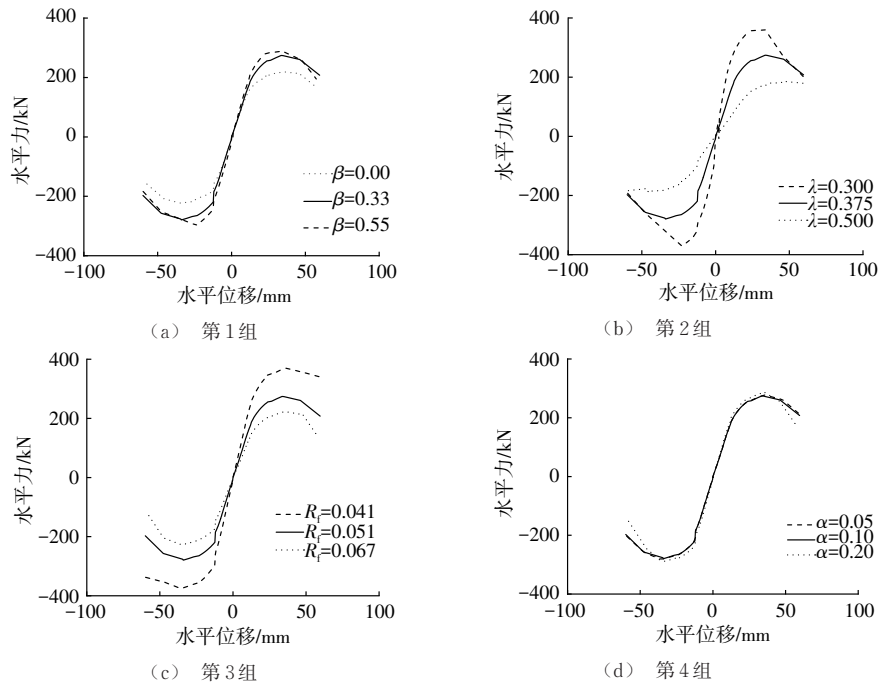 400
200
0
−200
−400
−100
−50
0
50
100
水平力/kN
水平位移/mm
β=0.00
β=0.33
β=0.55
(a) 第1组
400
200
0
−200
−400
−100
−50
0
50
100
水平力/kN
水平位移/mm
λ=0.300
λ=0.375
λ=0.500
(b) 第2组
400
200
0
−200
−400
−100
−50
0
50
100
水平力/kN
水平位移/mm
Rf=0.041
Rf=0.051
Rf=0.067
(c) 第3组
400
200
0
−200
−400
−100
−50
0
50
100
水平力/kN
水平位移/mm
α=0.05
α=0.10
α=0.20
(d) 第4组